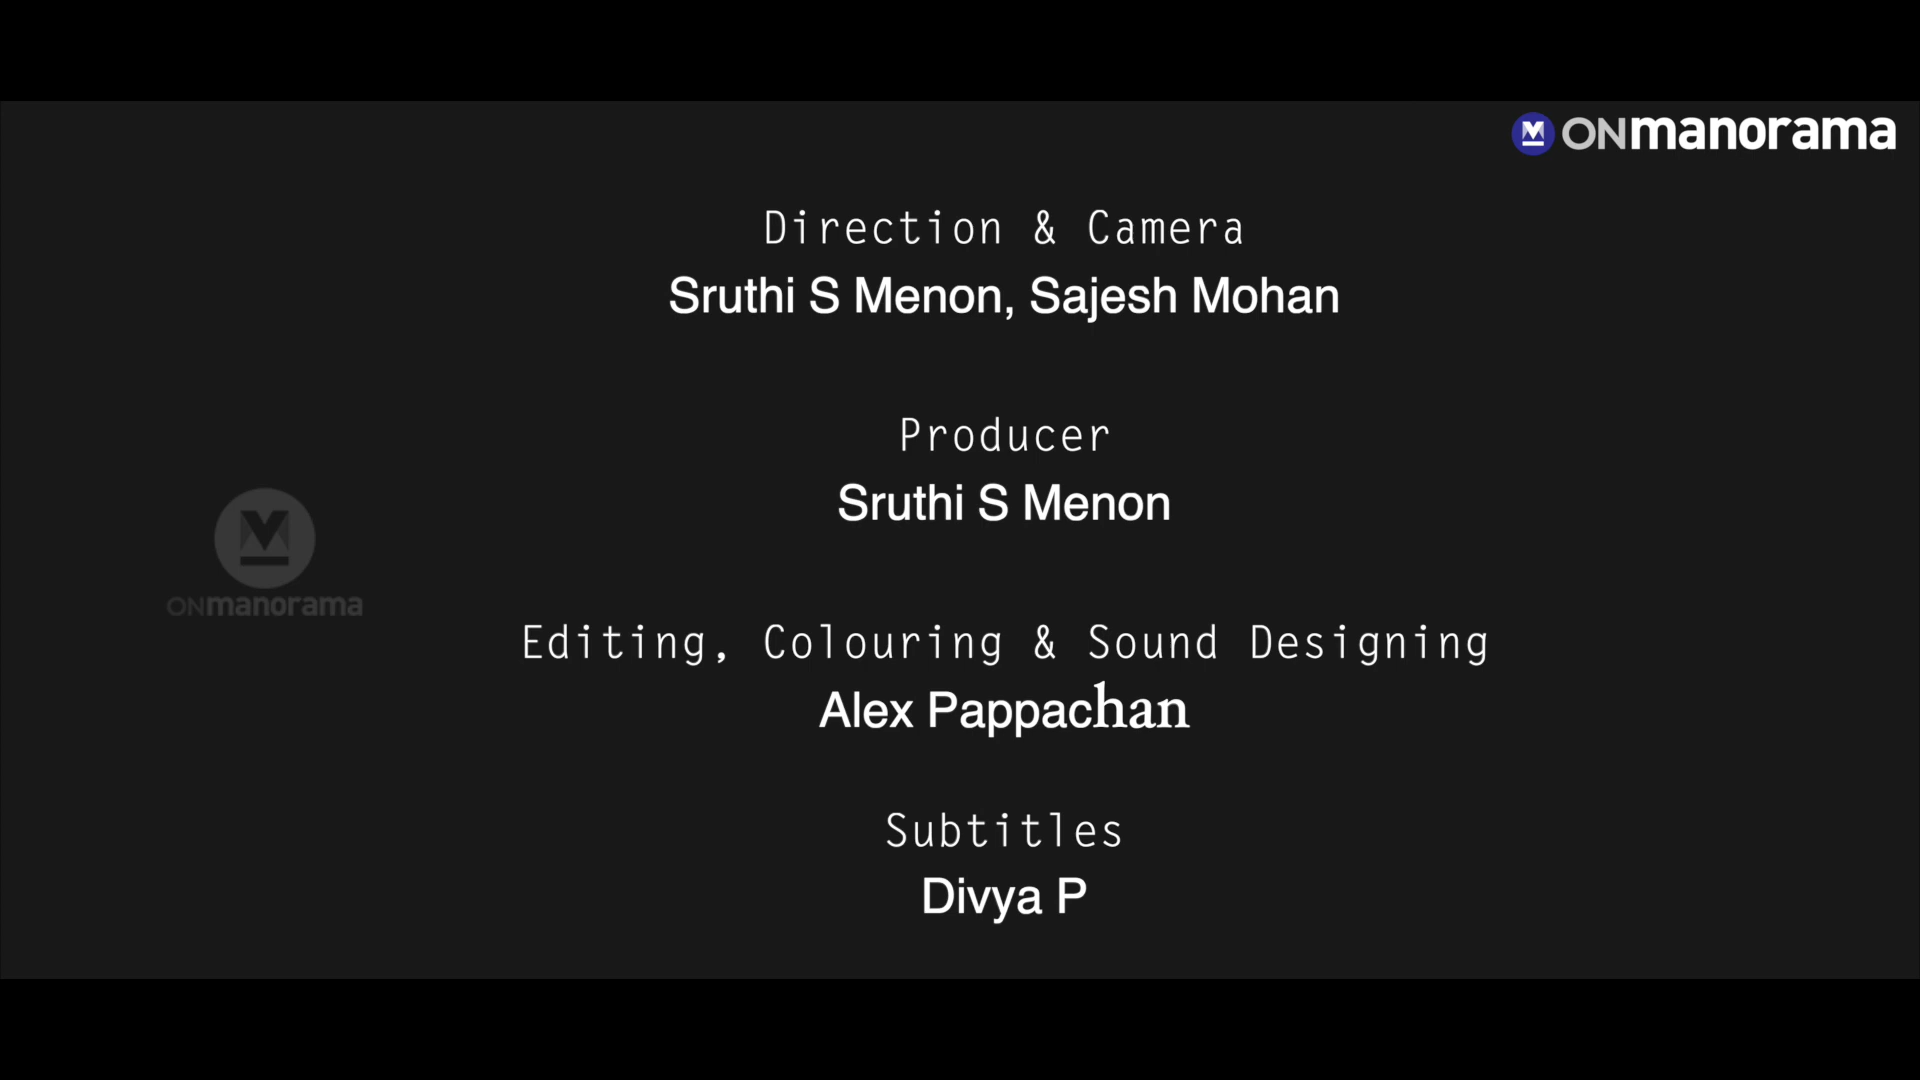 ONmanorama
Direction & Camera
Sruthi S Menon, Sajesh Mohan
Producer
Sruthi S Menon
ONmanorama
Editing, Colouring & Sound Designing
Alex Pappachan
Subtitles
Divya P